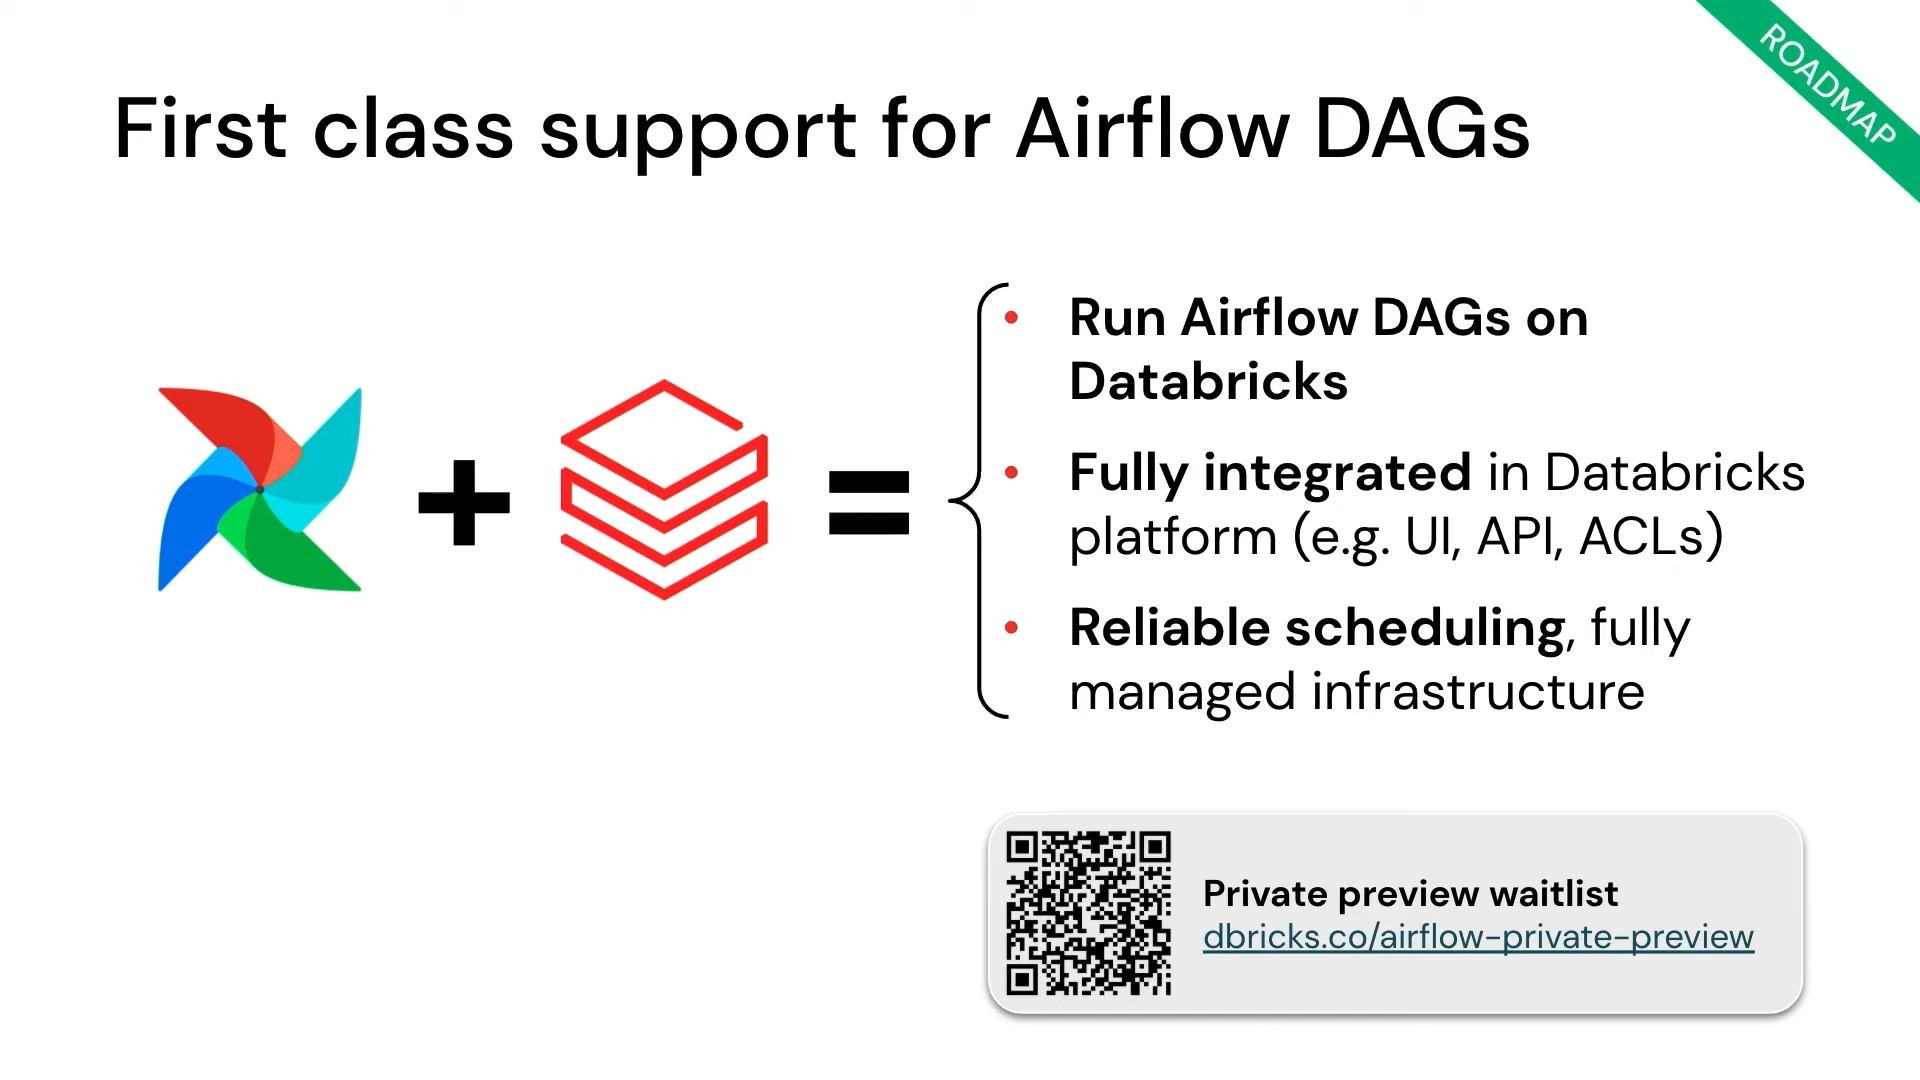 ROADMAP
First class support for Airflow DAGs
+
=
• Run Airflow DAGs on
Databricks
• Fully integrated in Databricks
platform (e.g. UI, API, ACLs)
• Reliable scheduling, fully
managed infrastructure
Private preview waitlist
dbricks.co/airflow-private-preview